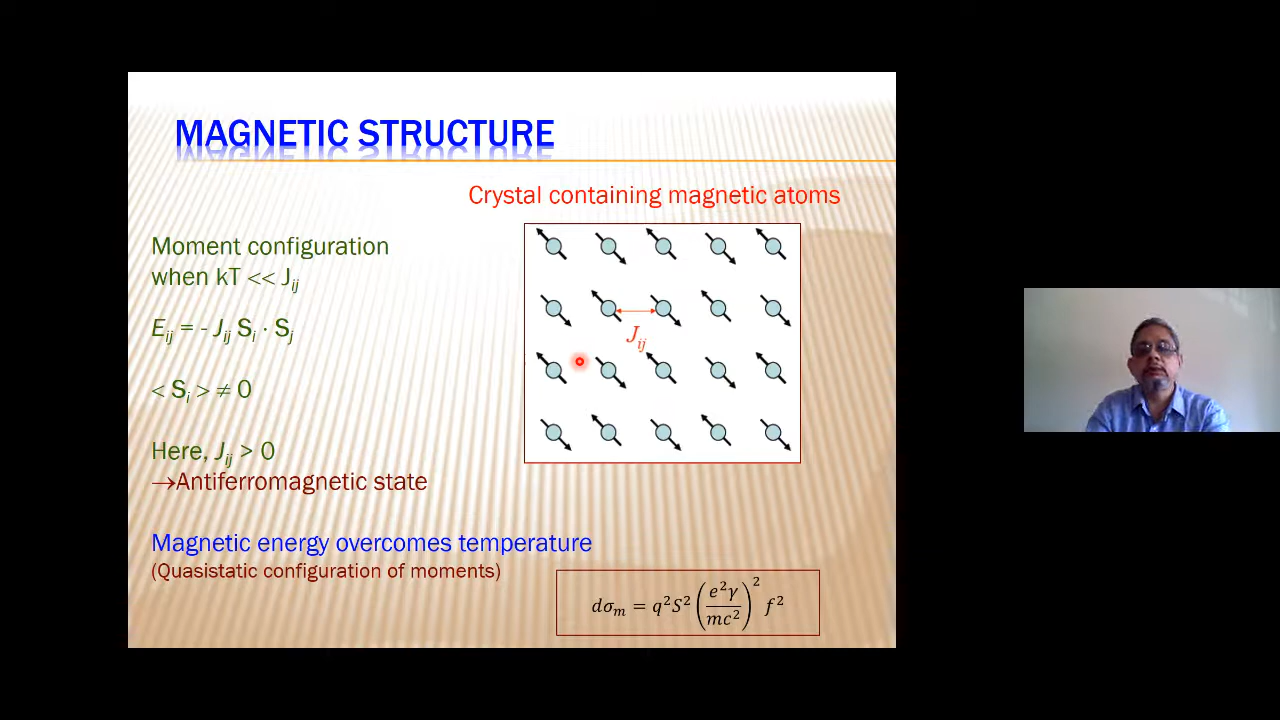 MAGNETIC STRUCTURE
Crystal containing magnetic atoms
Moment configuration
when kT << Jij
Eij = - Jij Si · Sj
Jij
< Si > ≠ 0
Here, Jij > 0
→Antiferromagnetic state
Magnetic energy overcomes temperature
(Quasistatic configuration of moments)
dσm = q²S² (e²γ/mc²)² f²